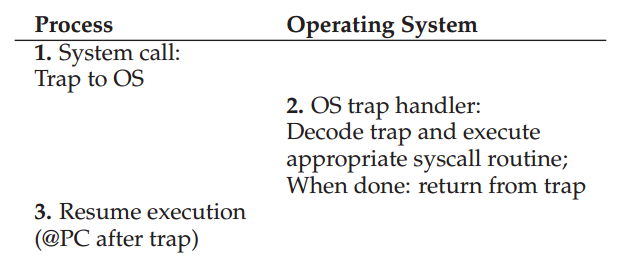 Process Operating System
1. System call:
Trap to OS
2. OS trap handler:
Decode trap and execute
appropriate syscall routine;
When done: return from trap
3. Resume execution
(@PC after trap)